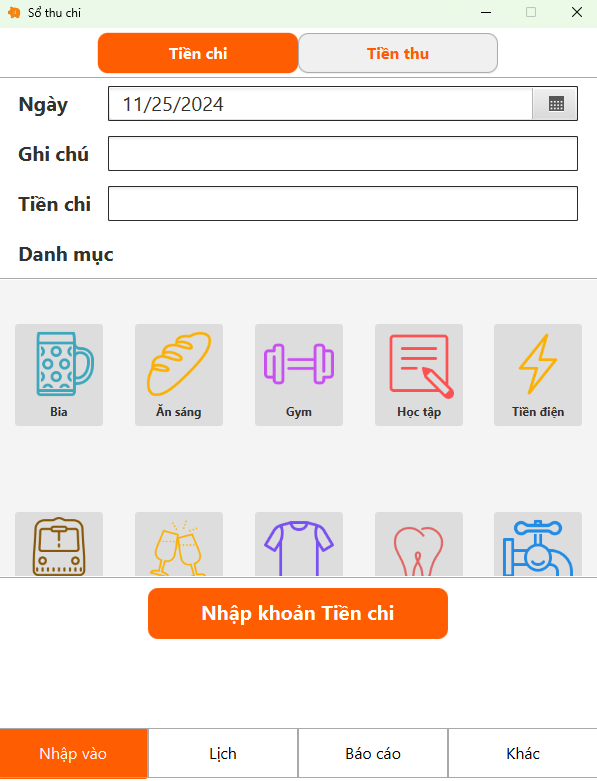 Sổ thu chi
Tiền chi
Tiền thu
Ngày
11/25/2024
Ghi chú
Tiền chi
Danh mục
Bia
Ăn sáng
Gym
Học tập
Tiền điện
Nhập khoản Tiền chi
Nhập vào
Lịch
Báo cáo
Khác